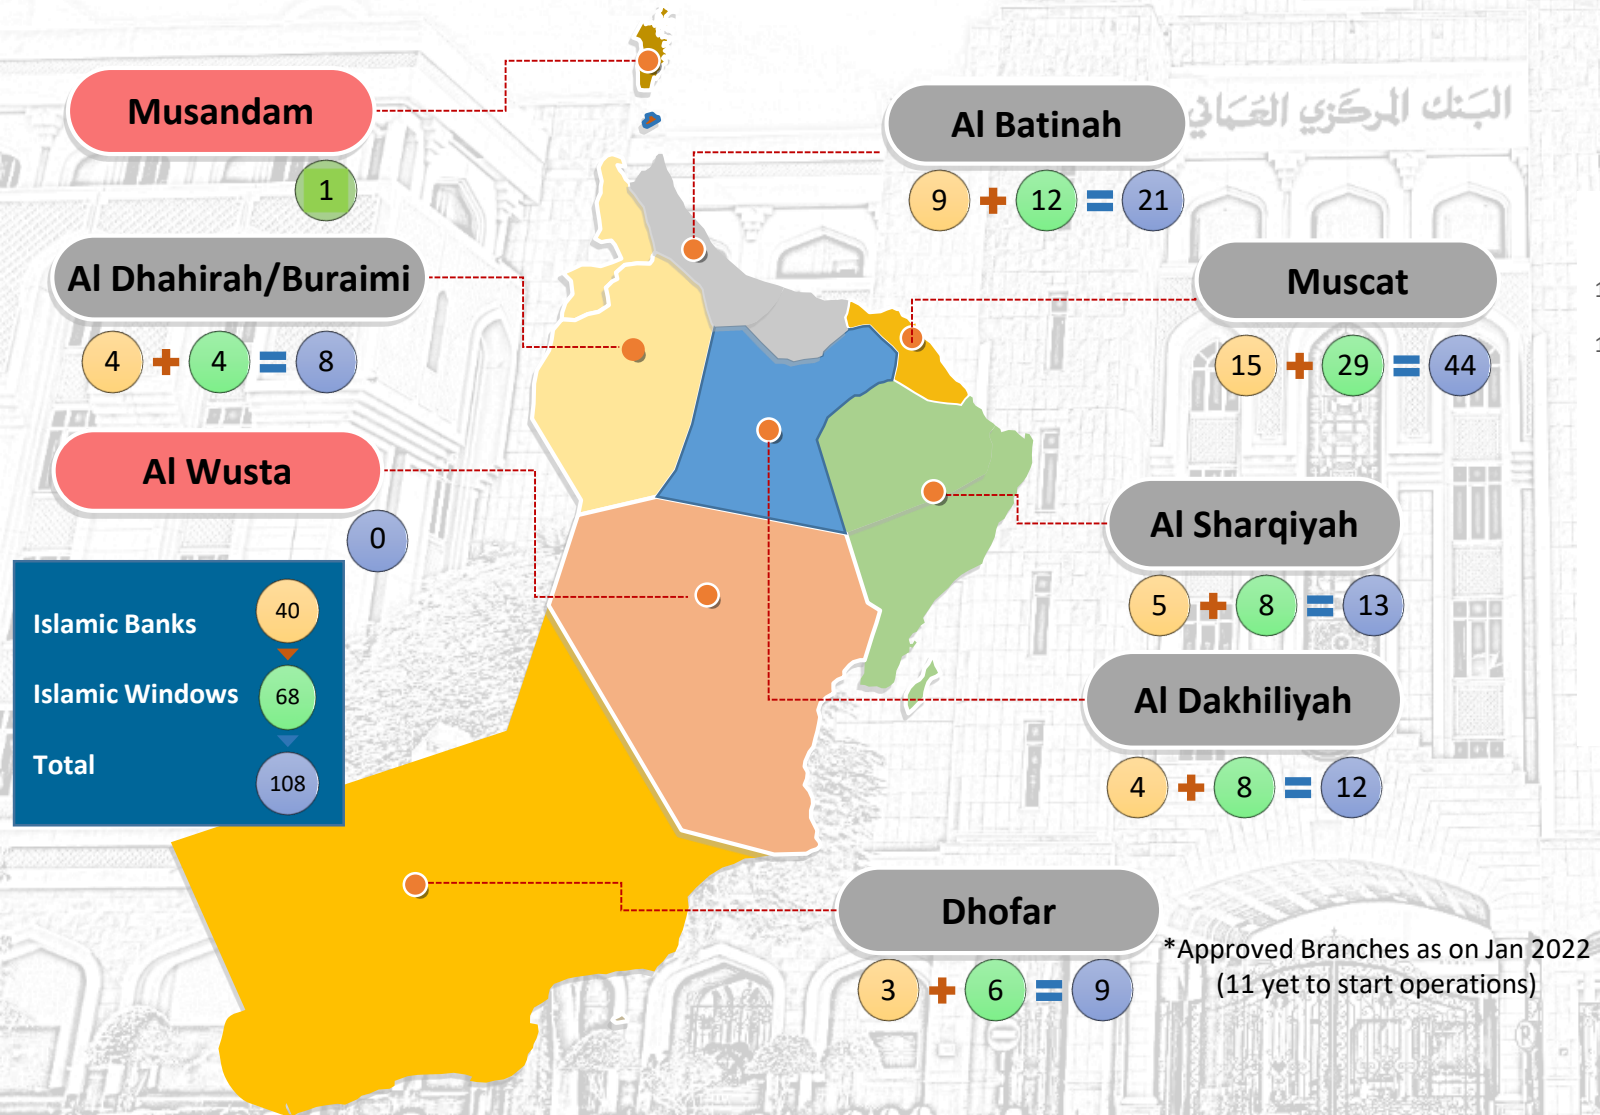 Musandam
1
Al Batinah
9 + 12 = 21
البنك المركزي العماني
Al Dhahirah/Buraimi
4 + 4 = 8
Muscat
15 + 29 = 44
1
1
Al Wusta
0
Al Sharqiyah
5 + 8 = 13
Islamic Banks 40
Islamic Windows 68
Total 108
Al Dakhiliyah
4 + 8 = 12
Dhofar
3 + 6 = 9
*Approved Branches as on Jan 2022
(11 yet to start operations)